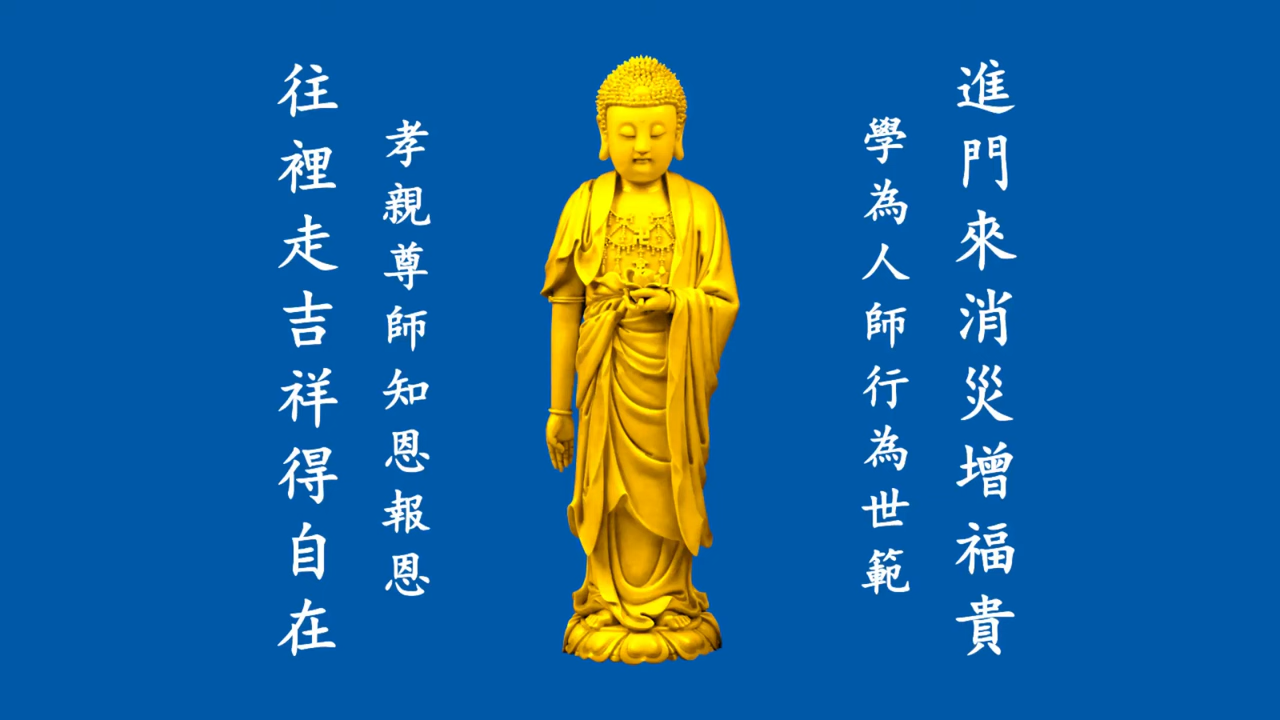 進門來消災增福貴
學為人師行為世範
孝親尊師知恩報恩
往裡走吉祥得自在